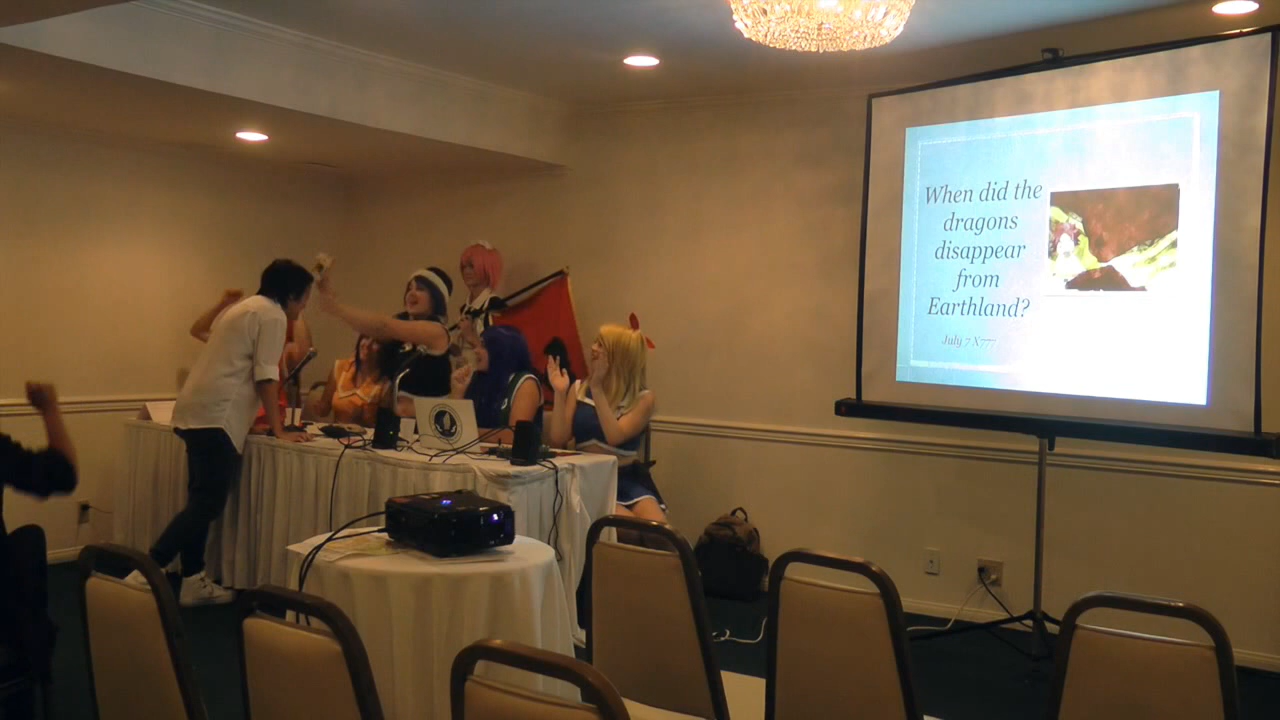 When did the
dragons
disappear
from
Earthland?
July 7 X777